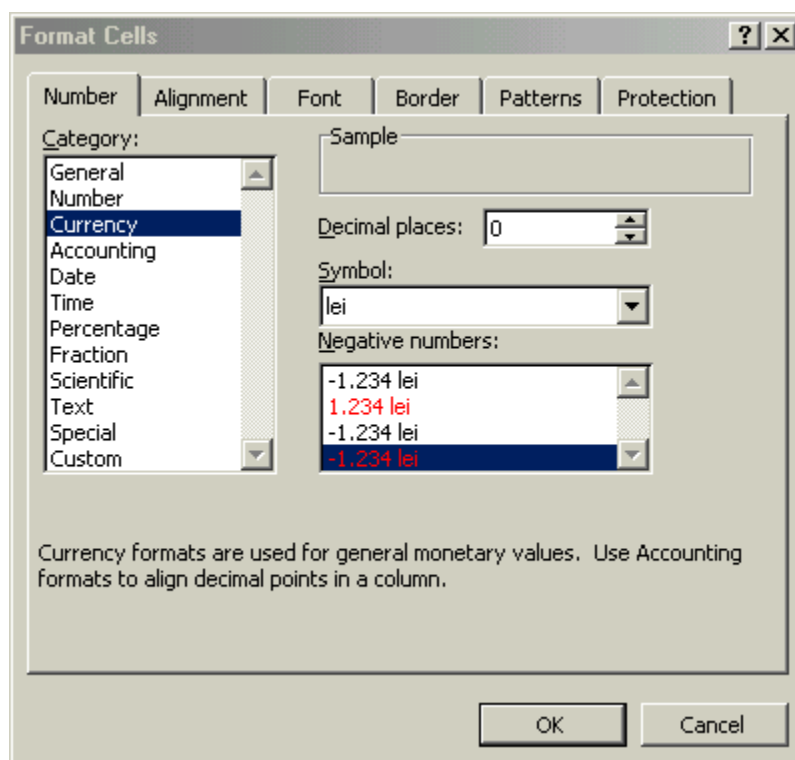 Format Cells
Number Alignment Font Border Patterns Protection
Category:
General
Number
Currency
Accounting
Date
Time
Percentage
Fraction
Scientific
Text
Special
Custom
Sample
Decimal places: 0
Symbol:
lei
Negative numbers:
-1.234 lei
1.234 lei
-1.234 lei
-1.234 lei
Currency formats are used for general monetary values. Use Accounting
formats to align decimal points in a column.
OK Cancel